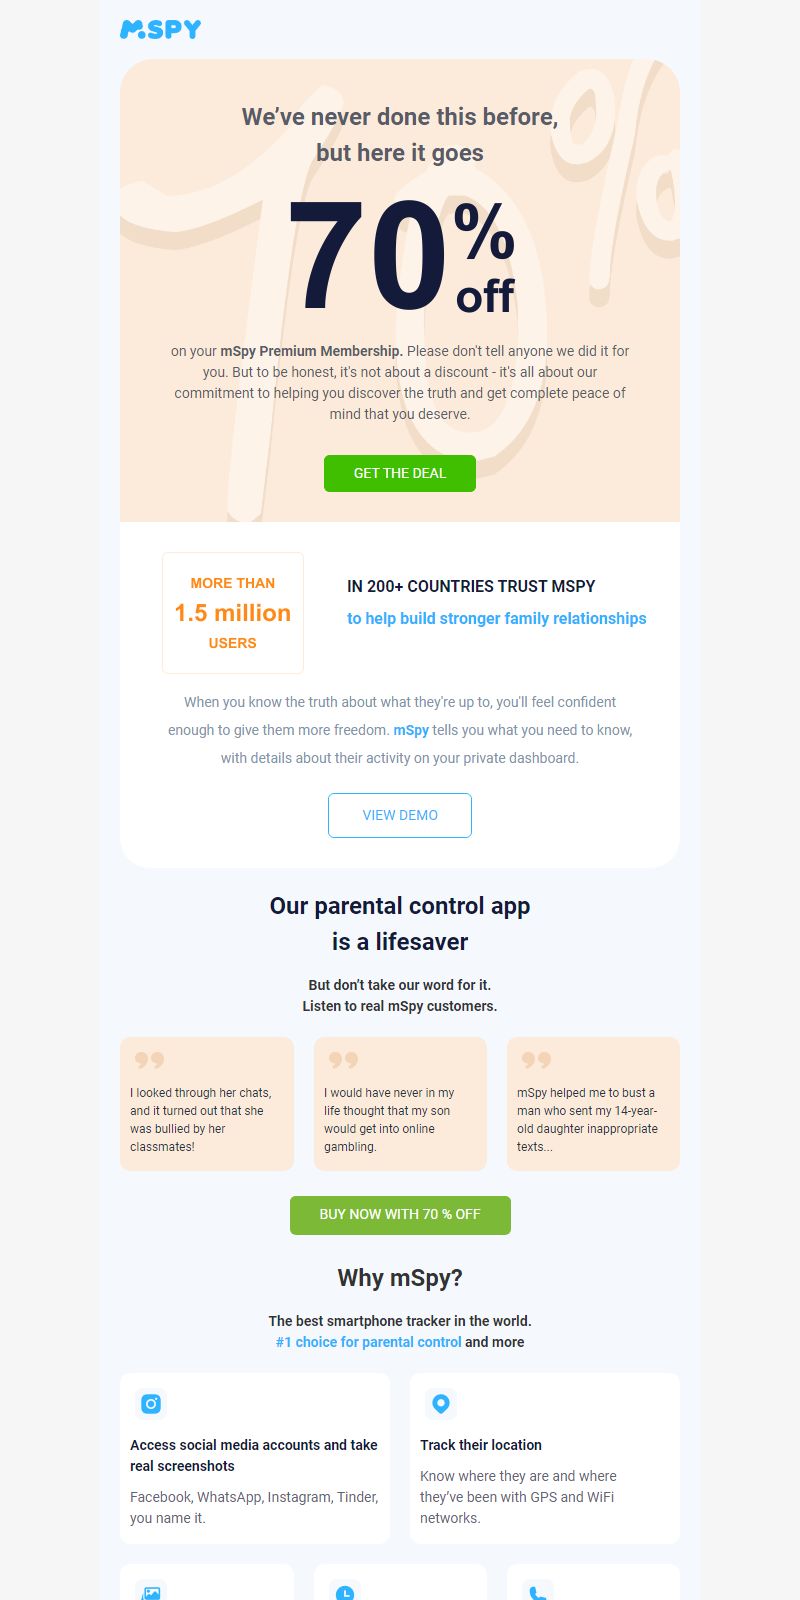 mSPY
We've never done this before,
but here it goes
70%
off
on your mSpy Premium Membership. Please don't tell anyone we did it for
you. But to be honest, it's not about a discount - it's all about our
commitment to helping you discover the truth and get complete peace of
mind that you deserve.
GET THE DEAL
MORE THAN
1.5 million
USERS
IN 200+ COUNTRIES TRUST MSPY
to help build stronger family relationships
When you know the truth about what they're up to, you'll feel confident
enough to give them more freedom. mSpy tells you what you need to know,
with details about their activity on your private dashboard.
VIEW DEMO
Our parental control app
is a lifesaver
But don't take our word for it.
Listen to real mSpy customers.
I looked through her chats,
and it turned out that she
was bullied by her
classmates!
I would have never in my
life thought that my son
would get into online
gambling.
mSpy helped me to bust a
man who sent my 14-year-
old daughter inappropriate
texts...
BUY NOW WITH 70 % OFF
Why mSpy?
The best smartphone tracker in the world.
#1 choice for parental control and more
Access social media accounts and take
real screenshots
Facebook, WhatsApp, Instagram, Tinder,
you name it.
Track their location
Know where they are and where
they've been with GPS and WiFi
networks.